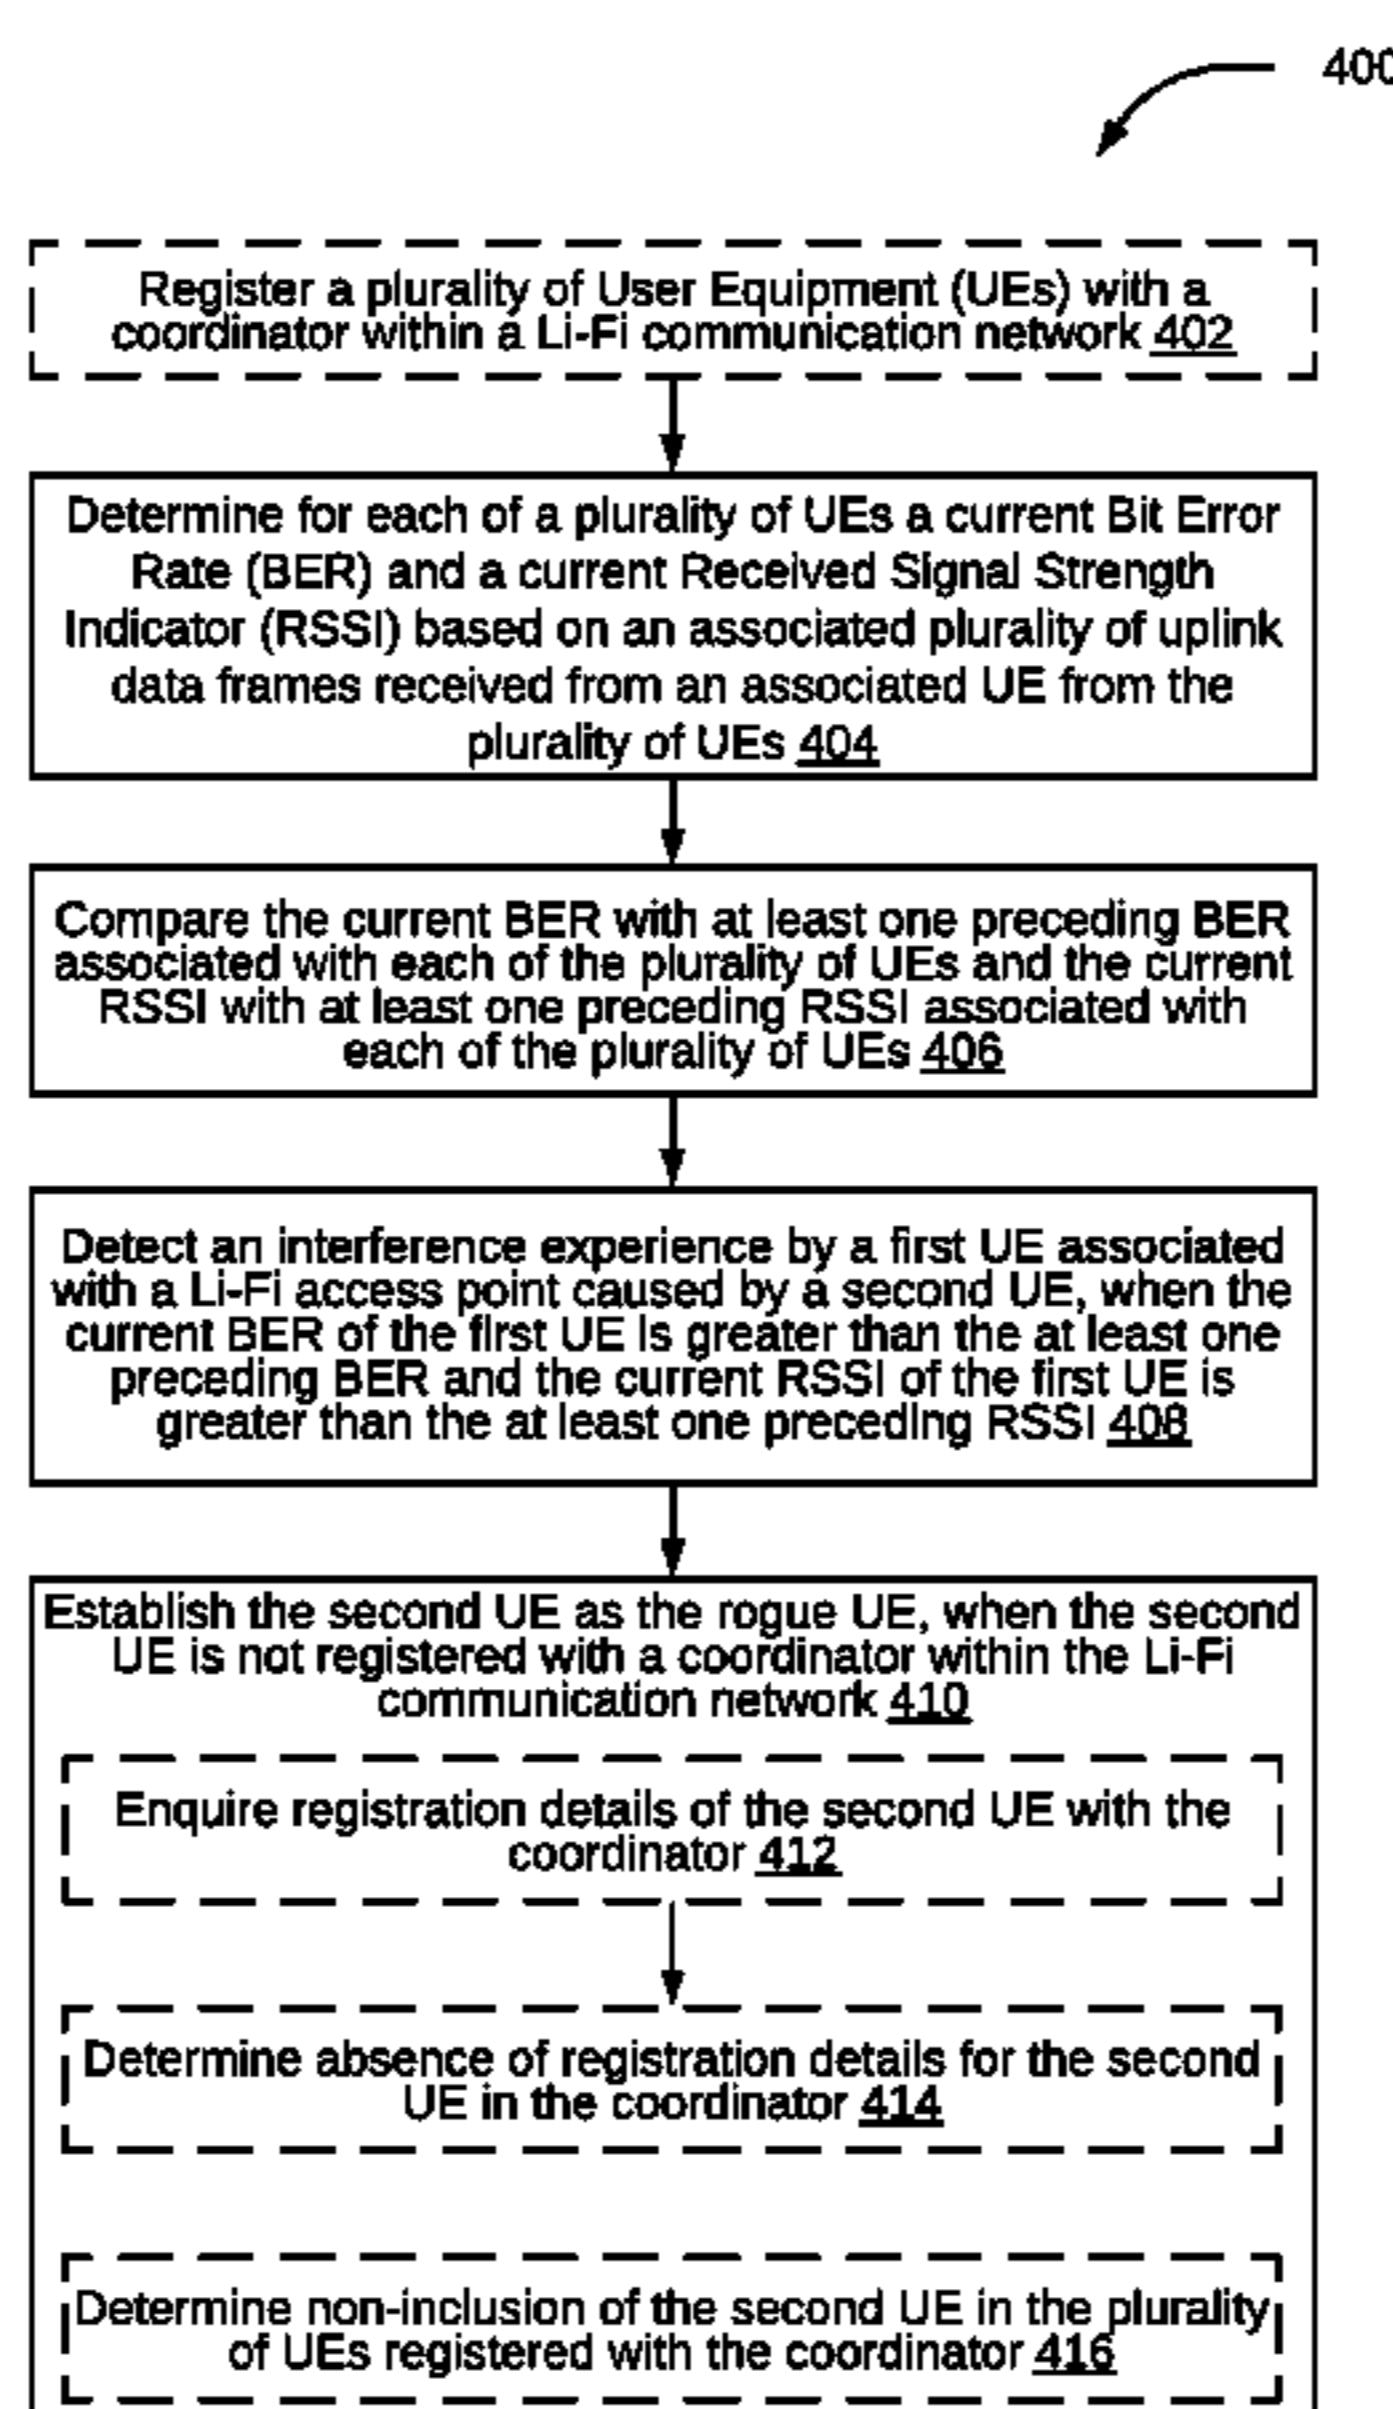 400
Register a plurality of User Equipment (UEs) with a
coordinator within a Li-Fi communication network 402
Determine for each of a plurality of UEs a current Bit Error
Rate (BER) and a current Received Signal Strength
Indicator (RSSI) based on an associated plurality of uplink
data frames received from an associated UE from the
plurality of UEs 404
Compare the current BER with at least one preceding BER
associated with each of the plurality of UEs and the current
RSSI with at least one preceding RSSI associated with
each of the plurality of UEs 406
Detect an interference experience by a first UE associated
with a Li-Fi access point caused by a second UE, when the
current BER of the first UE is greater than the at least one
preceding BER and the current RSSI of the first UE is
greater than the at least one preceding RSSI 408
Establish the second UE as the rogue UE, when the second
UE is not registered with a coordinator within the Li-Fi
communication network 410
Enquire registration details of the second UE with the
coordinator 412
Determine absence of registration details for the second
UE in the coordinator 414
Determine non-inclusion of the second UE in the plurality
of UEs registered with the coordinator 416